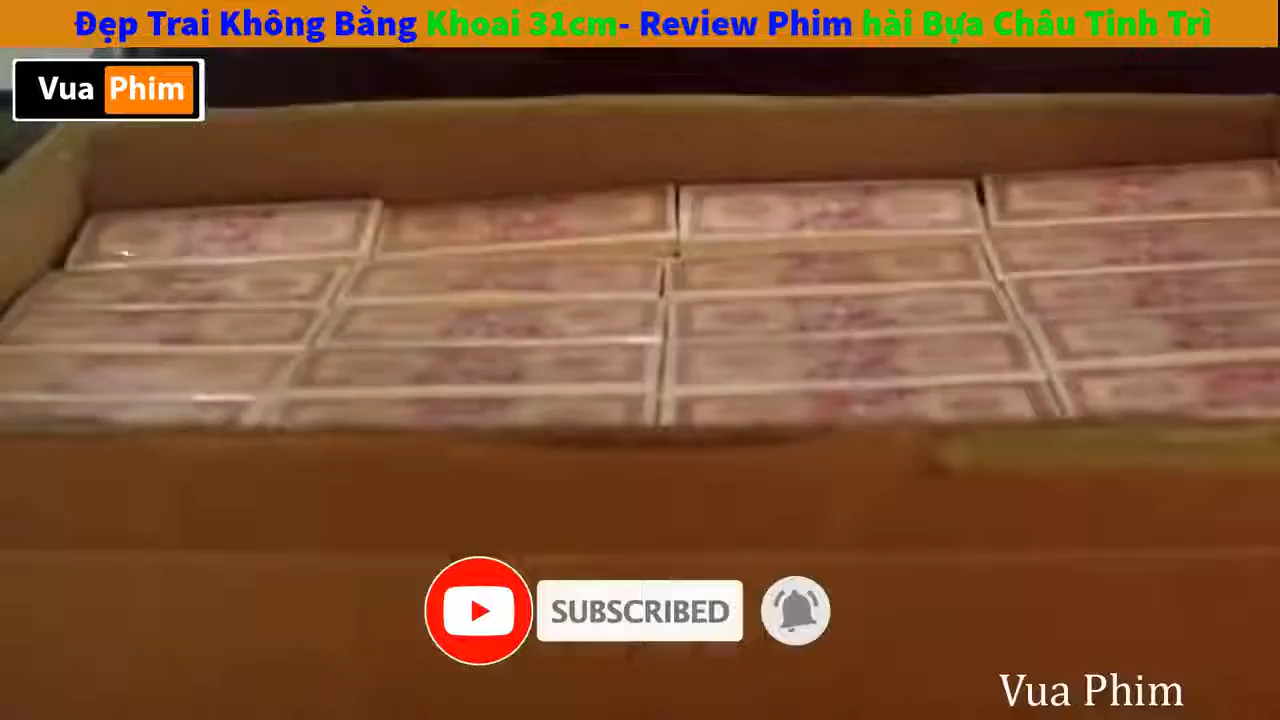 Đẹp Trai Không Bằng Khoai 31cm- Review Phim hài Bựa Châu Tinh Trì
Vua Phim
SUBSCRIBED
Vua Phim